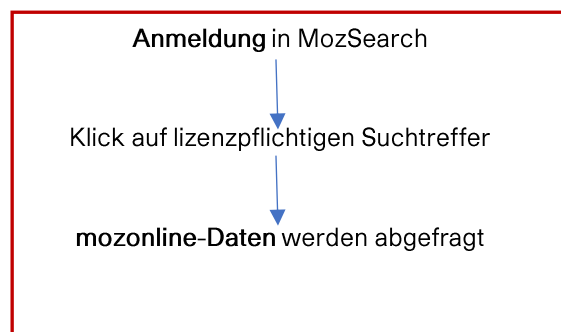 Anmeldung in MozSearch
Klick auf lizenzpflichtigen Suchtreffer
mozonline-Daten werden abgefragt